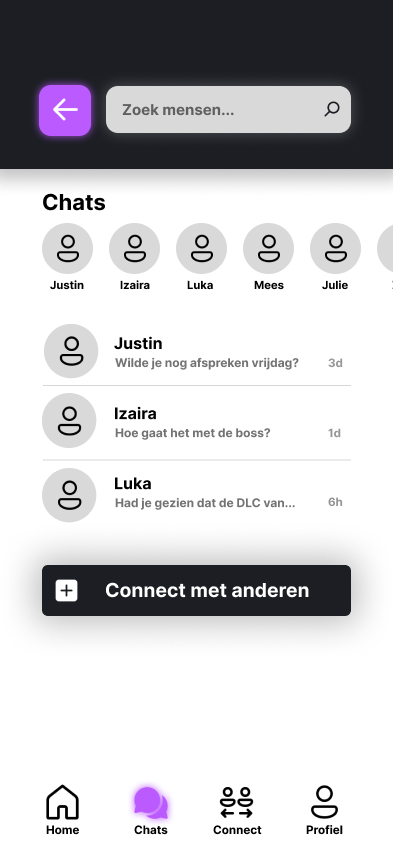 Zoek mensen...
Chats
Justin Izaira Luka Mees Julie
Justin
Wilde je nog afspreken vrijdag? 3d
Izaira
Hoe gaat het met de boss? 1d
Luka
Had je gezien dat de DLC van... 6h
Connect met anderen
Home Chats Connect Profiel